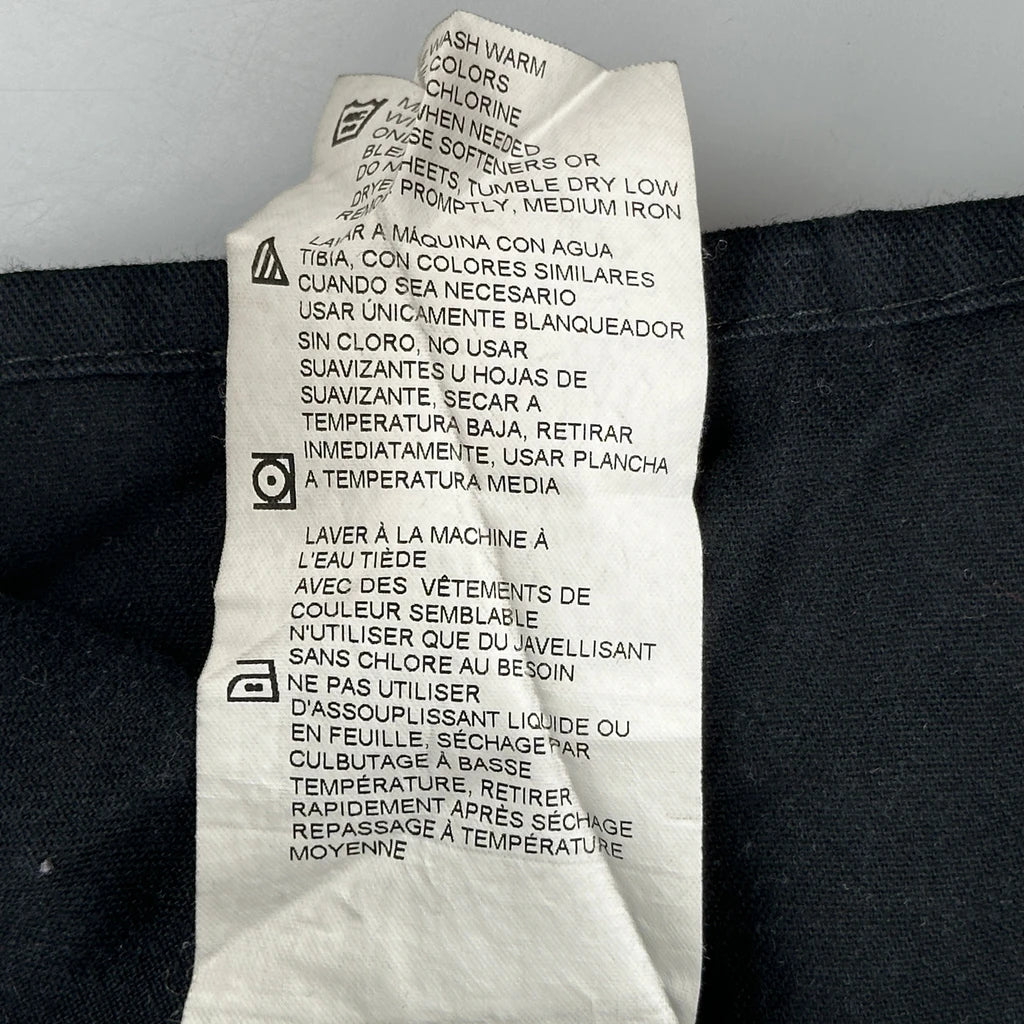 WASH WARM
COLORS
CHLORINE
WHEN NEEDED
SOFTENERS OR
TUMBLE DRY LOW
PROMPTLY, MEDIUM IRON
LAVAR A MÁQUINA CON AGUA
TIBIA, CON COLORES SIMILARES
CUANDO SEA NECESARIO
USAR ÚNICAMENTE BLANQUEADOR
SIN CLORO, NO USAR
SUAVIZANTES U HOJAS DE
SUAVIZANTE, SECAR A
TEMPERATURA BAJA, RETIRAR
INMEDIATAMENTE, USAR PLANCHA
A TEMPERATURA MEDIA
LAVER À LA MACHINE À
L'EAU TIÈDE
AVEC DES VÊTEMENTS DE
COULEUR SEMBLABLE
N'UTILISER QUE DU JAVELLISANT
SANS CHLORE AU BESOIN
NE PAS UTILISER
D'ASSOUPLISSANT LIQUIDE OU
EN FEUILLE, SÉCHAGE PAR
CULBUTAGE À BASSE
TEMPÉRATURE, RETIRER
RAPIDEMENT APRÈS SÉCHAGE
REPASSAGE À TEMPÉRATURE
MOYENNE